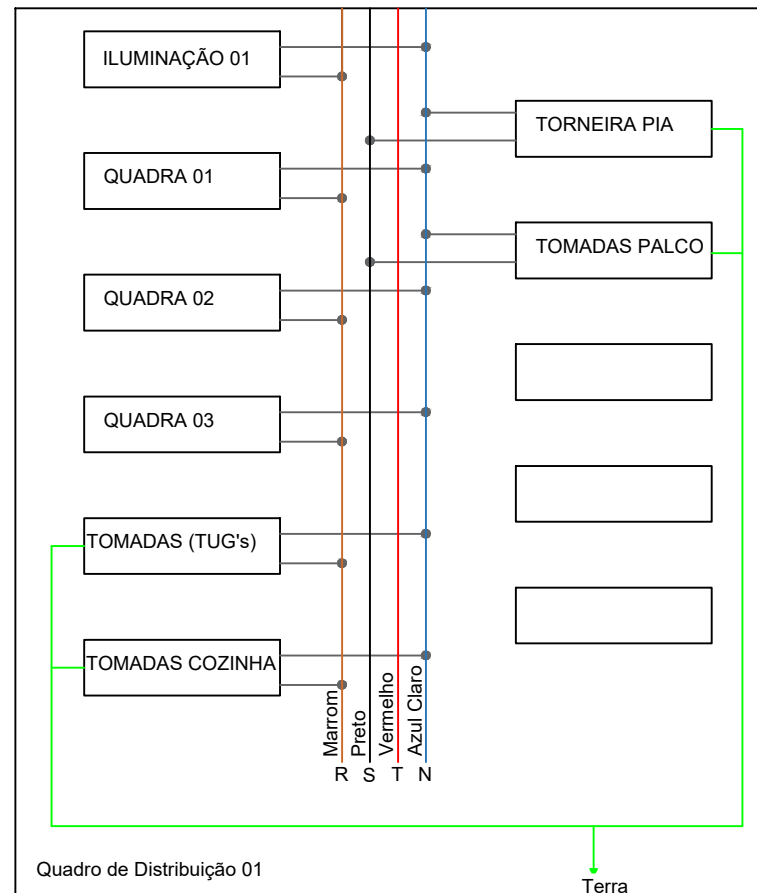 ILUMINAÇÃO 01
QUADRA 01
QUADRA 02
QUADRA 03
TOMADAS (TUG's)
TOMADAS COZINHA
TORNEIRA PIA
TOMADAS PALCO
Marrom
Preto
Vermelho
Azul Claro
R S T N
Quadro de Distribuição 01
Terra